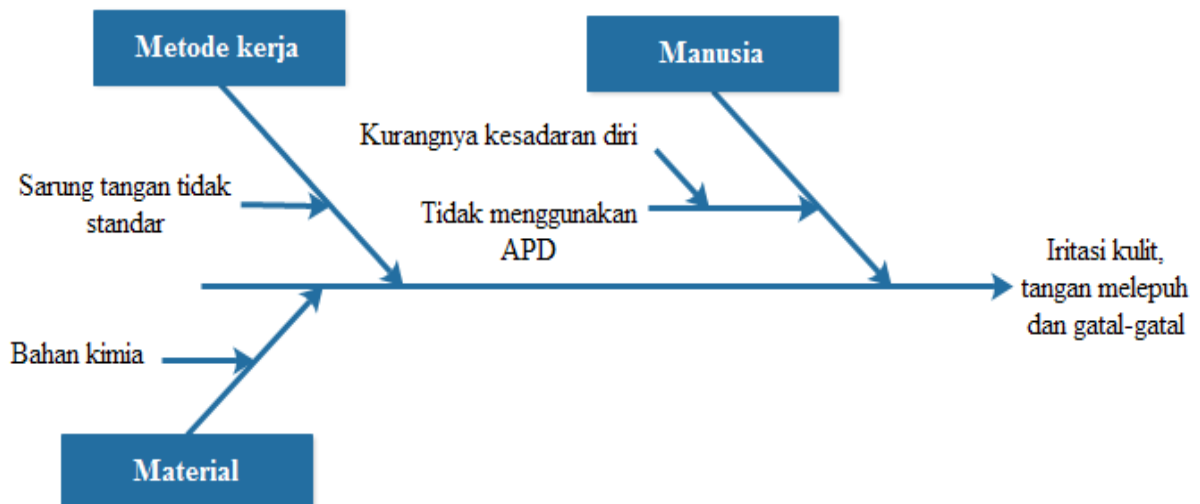 Metode kerja
Manusia
Kurangnya kesadaran diri
Sarung tangan tidak
standar
Tidak menggunakan
APD
Iritasi kulit,
tangan melepuh
dan gatal-gatal
Bahan kimia
Material